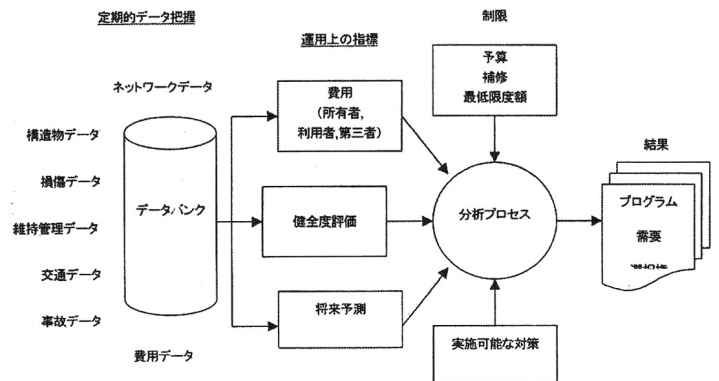 定期的データ把握
ネットワークデータ
構造物データ
損傷データ
データバンク
維持管理データ
交通データ
事故データ
費用データ
運用上の指標
費用
(所有者,
利用者,第三者)
健全度評価
将来予測
制限
予算
補修
最低限度額
分析プロセス
実施可能な対策
結果
プログラム
需要